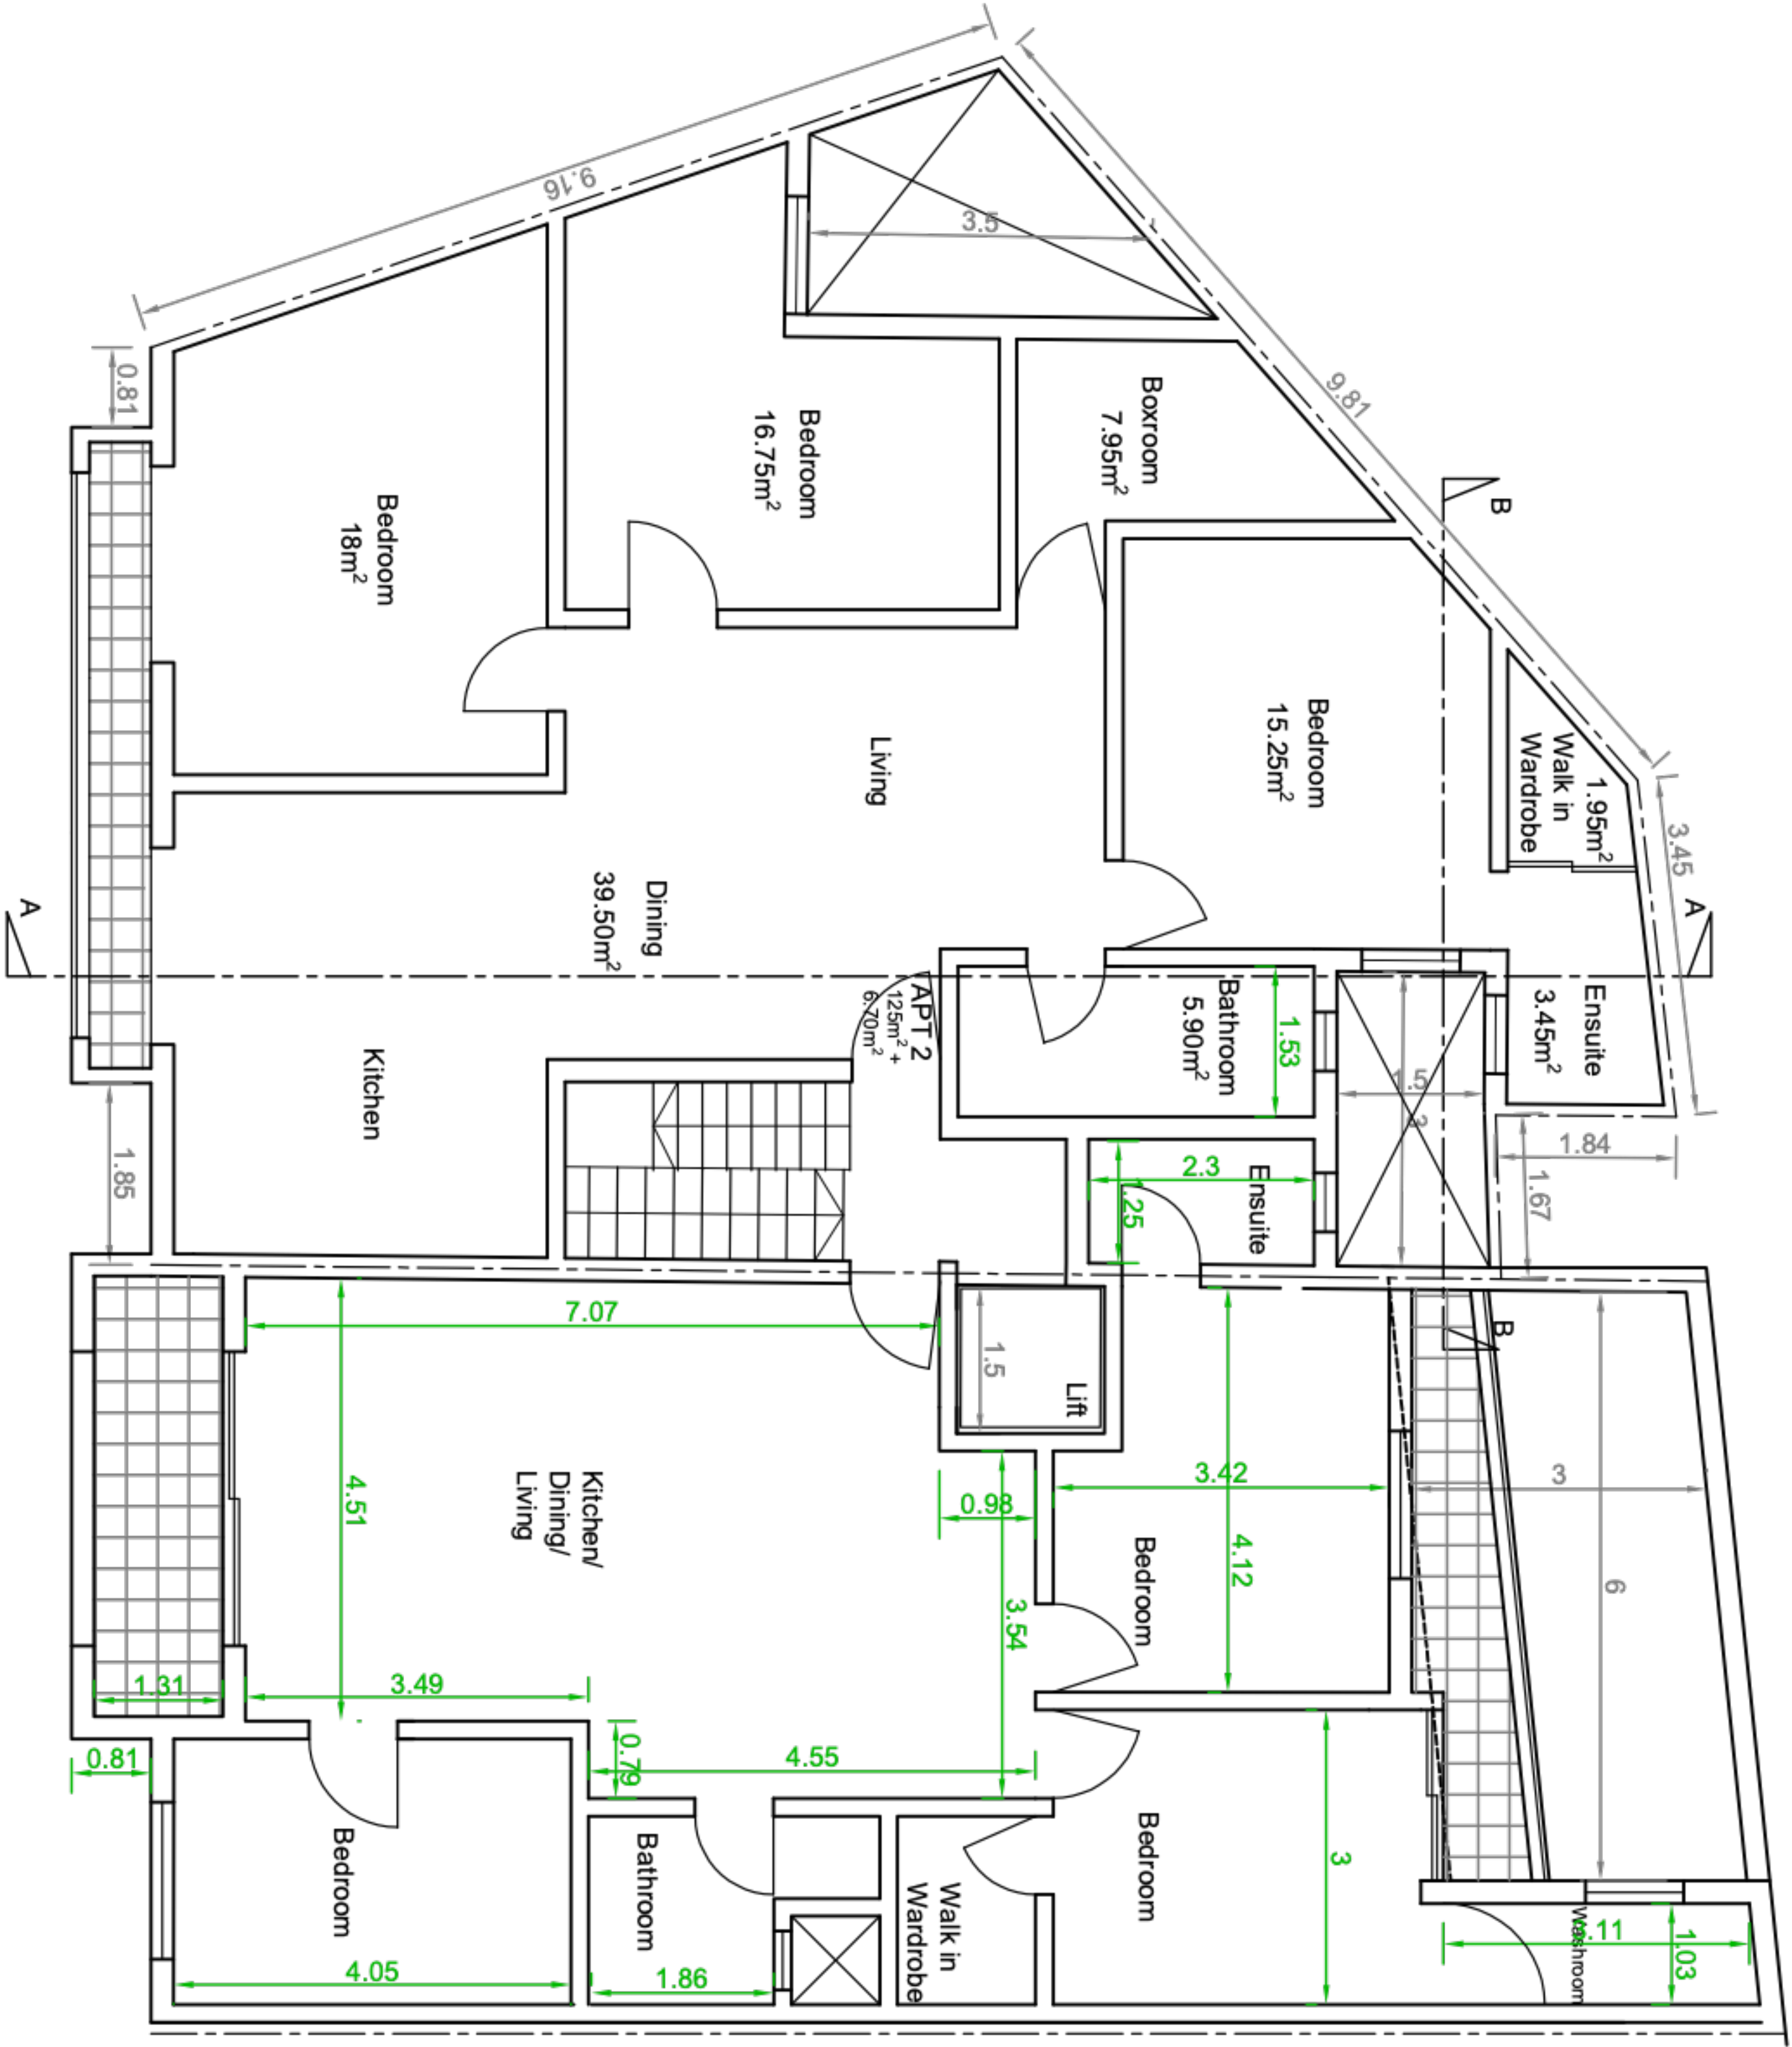 9.16
3.5
9.81
0.81
Boxroom
7.95m²
Bedroom
16.75m²
Bedroom
18m²
B
Bedroom
15.25m²
1.95m²
Walk in
Wardrobe
3.45
Living
Dining
39.50m²
A
A
APT 2
125m² +
6.70m²
Bathroom
5.90m²
1.53
Ensuite
3.45m²
1.5
3
Kitchen
1.85
1.84
1.67
2.3
Ensuite
1.25
7.07
1.5
Lift
B
4.51
Kitchen/
Dining/
Living
0.98
3.42
4.12
3
6
Bedroom
3.54
1.31
3.49
0.81
0.79
4.55
Bedroom
Bathroom
Walk in
Wardrobe
Bedroom
3
Washroom
1.03
4.05
1.86